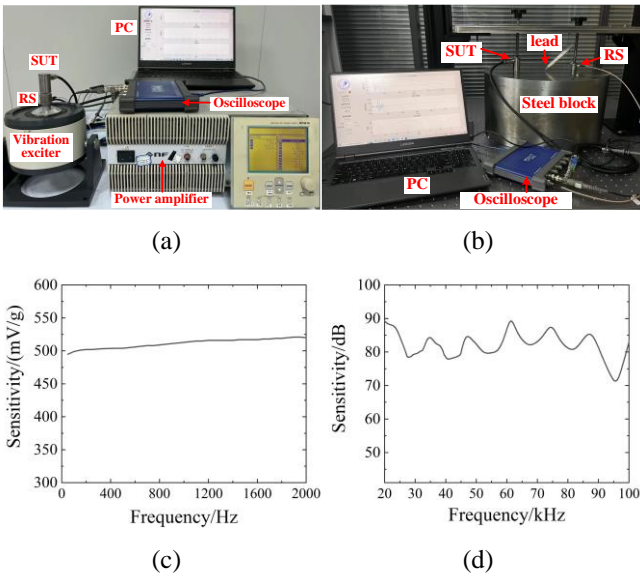 PC
SUT
RS
Oscilloscope
Vibration
exciter
Power amplifier
(a)
lead
SUT
RS
Steel block
PC
Oscilloscope
(b)
600
550
500
450
400
350
300
Sensitivity/(mV/g)
0 400 800 1200 1600 2000
Frequency/Hz
(c)
100
90
80
70
60
50
Sensitivity/dB
20 30 40 50 60 70 80 90 100
Frequency/kHz
(d)